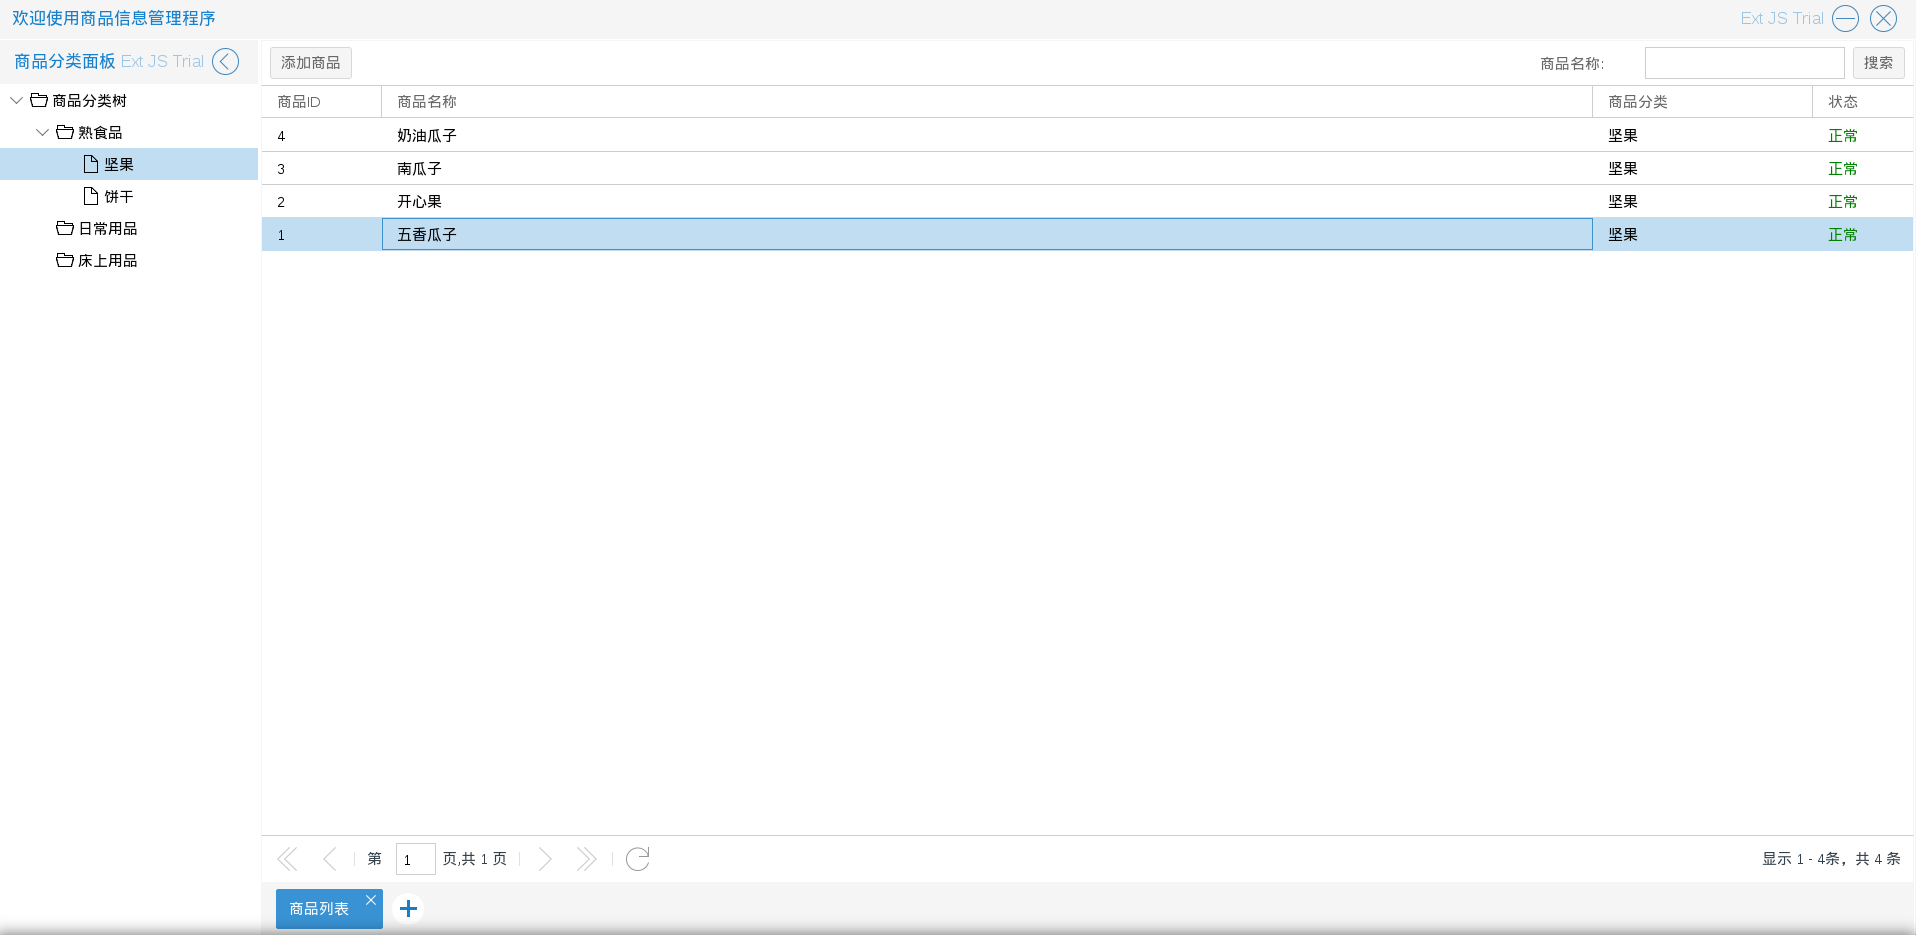 欢迎使用商品信息管理程序 Ext JS Trial
商品分类面板 Ext JS Trial
添加商品 商品名称: 搜索
商品分类树
熟食品
坚果
饼干
日常用品
床上用品
商品ID 商品名称 商品分类 状态
4 奶油瓜子 坚果 正常
3 南瓜子 坚果 正常
2 开心果 坚果 正常
1 五香瓜子 坚果 正常
第 1 页,共 1 页 显示 1 - 4条，共 4 条
商品列表